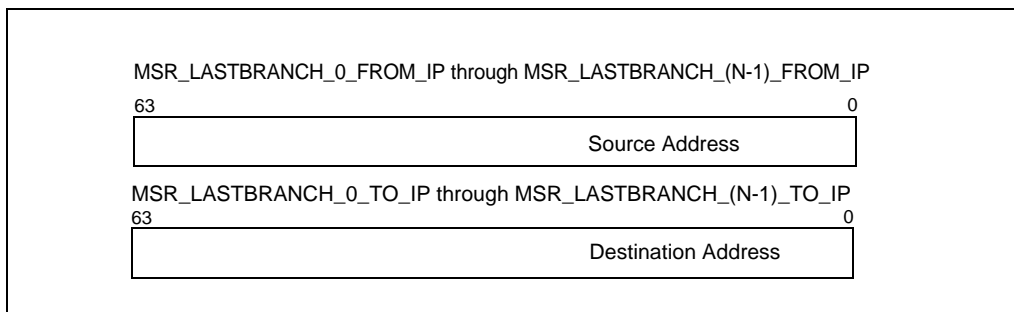 MSR_LASTBRANCH_0_FROM_IP through MSR_LASTBRANCH_(N-1)_FROM_IP
63 0
Source Address
MSR_LASTBRANCH_0_TO_IP through MSR_LASTBRANCH_(N-1)_TO_IP
63 0
Destination Address